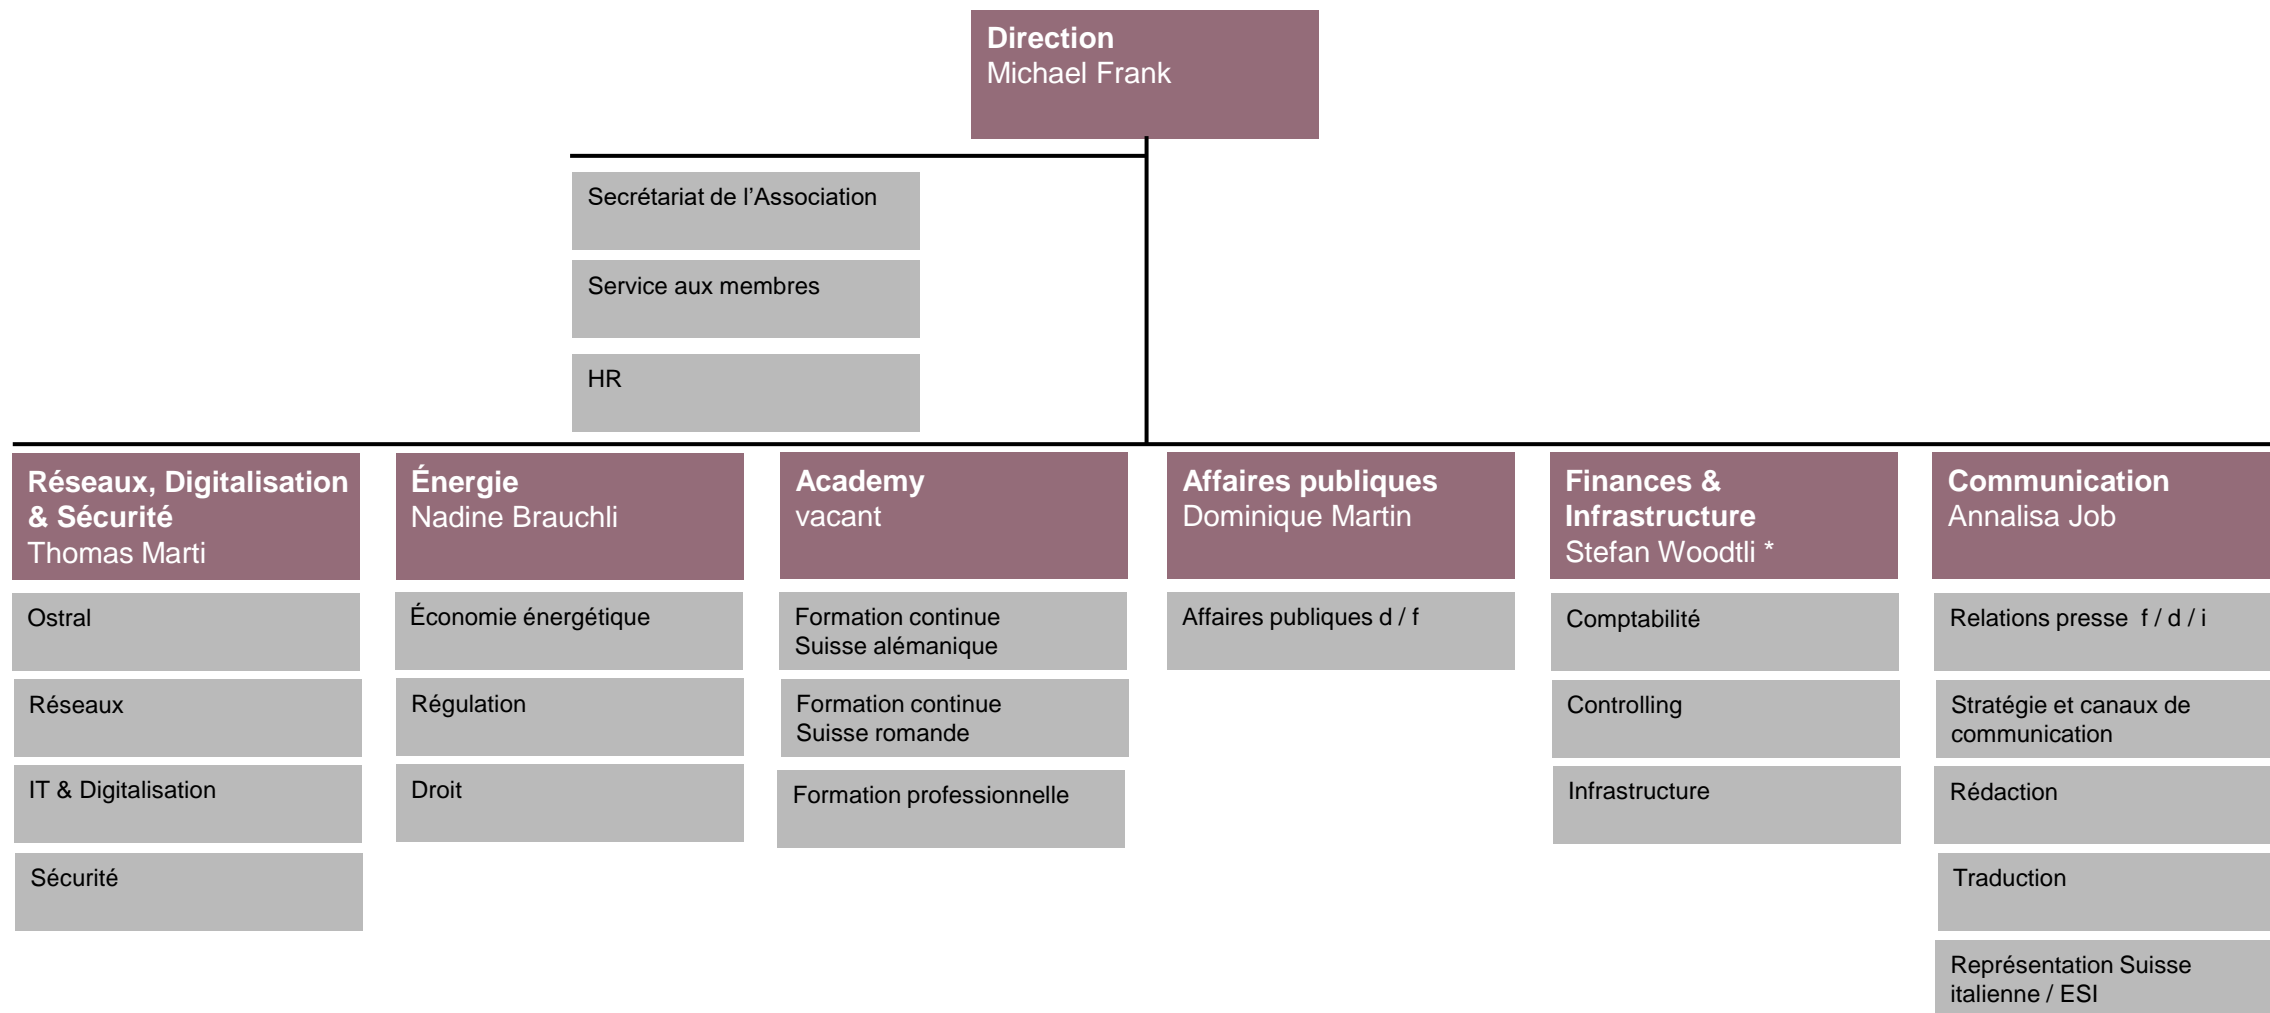 Direction
Michael Frank
Secrétariat de l’Association
Service aux membres
HR
Réseaux, Digitalisation
& Sécurité
Thomas Marti
Ostral
Réseaux
IT & Digitalisation
Sécurité
Énergie
Nadine Brauchli
Économie énergétique
Régulation
Droit
Academy
vacant
Formation continue
Suisse alémanique
Formation continue
Suisse romande
Formation professionnelle
Affaires publiques
Dominique Martin
Affaires publiques d / f
Finances &
Infrastructure
Stefan Woodtli *
Comptabilité
Controlling
Infrastructure
Communication
Annalisa Job
Relations presse  f / d / i
Stratégie et canaux de
communication
Rédaction
Traduction
Représentation Suisse
italienne / ESI